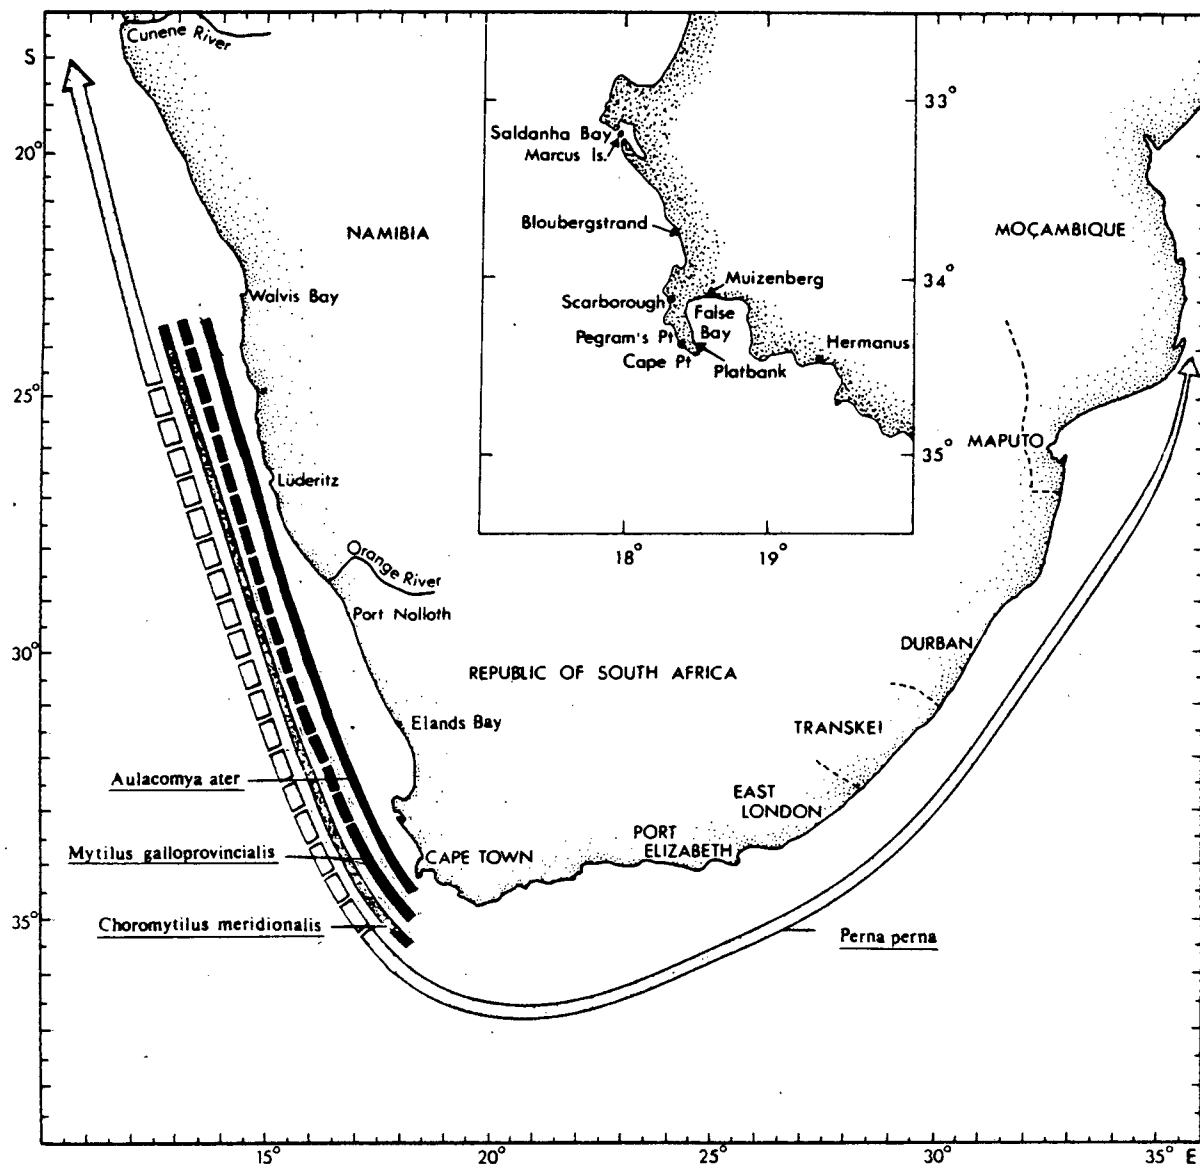 Cunene River
S
20°
25°
30°
35°
NAMIBIA
Walvis Bay
Lüderitz
Orange River
Port Nolloth
Elands Bay
REPUBLIC OF SOUTH AFRICA
CAPE TOWN
PORT
ELIZABETH
EAST
LONDON
TRANSKEI
DURBAN
MAPUTO
MOÇAMBIQUE
Saldanha Bay
Marcus Is.
Bloubergstrand
Muizenberg
Scarborough
False
Bay
Pegram's Pt
Cape Pt
Platbank
Hermanus
33°
34°
35°
18°
19°
Aulacomya ater
Mytilus galloprovincialis
Choromytilus meridionalis
Perna perna
15°
20°
25°
30°
35° E